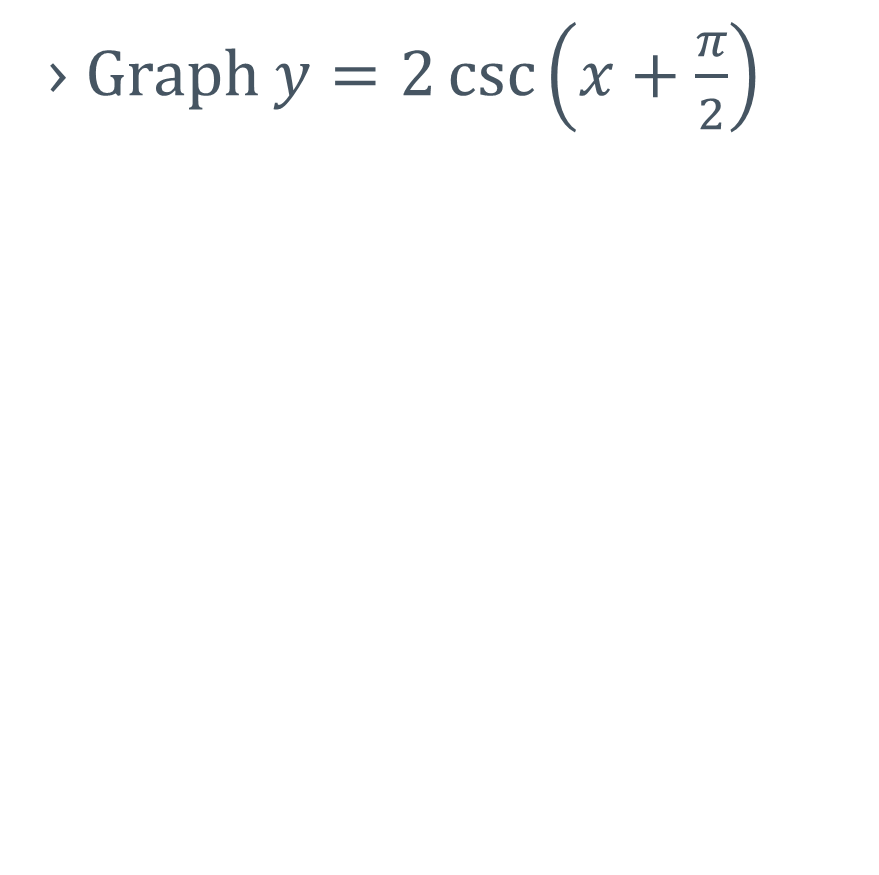 › Graph y = 2 csc(x + π/2)